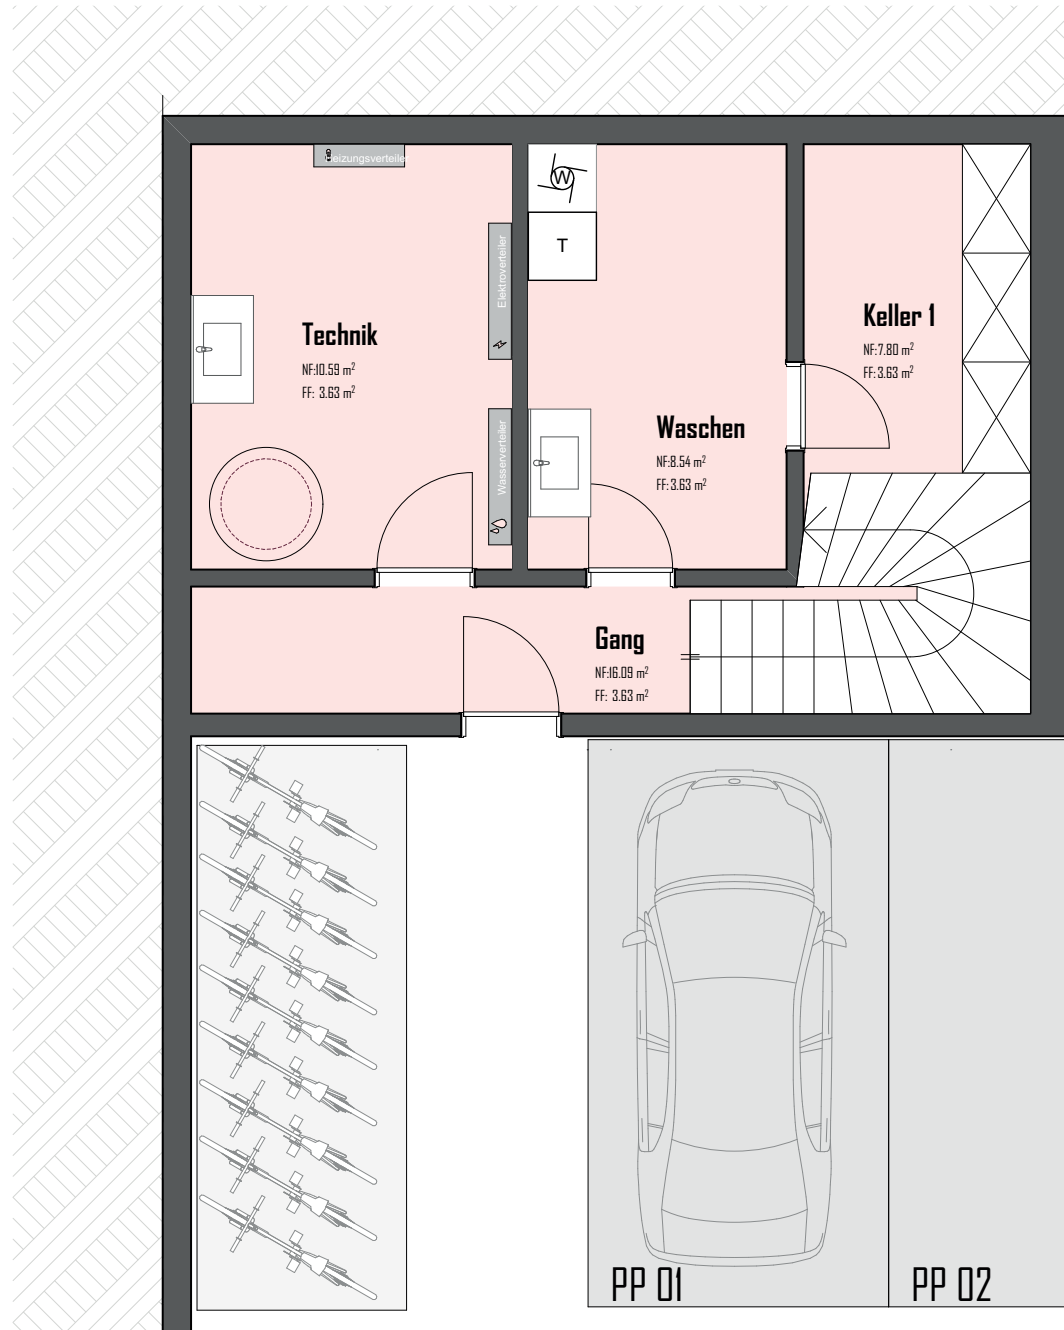 Heizungsverteiler
W
T
Elektroverteiler
Technik
NF:10.59 m²
FF: 3.63 m²
Keller 1
NF:7.80 m²
FF:3.63 m²
Wasserverteiler
Waschen
NF:8.54 m²
FF:3.63 m²
Gang
NF:16.09 m²
FF: 3.63 m²
PP 01
PP 02